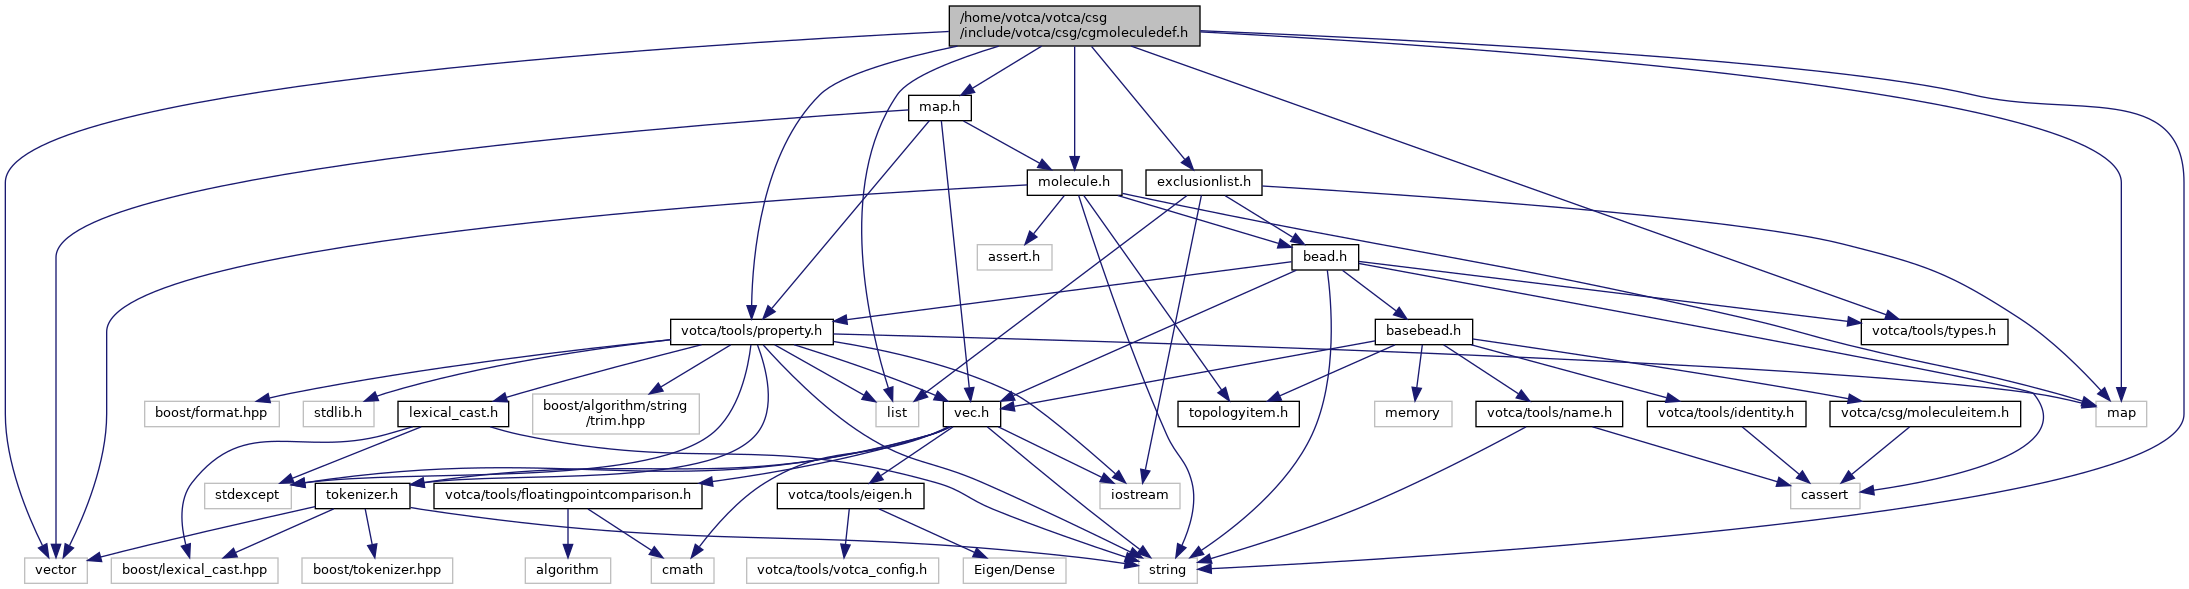 /home/votca/votca/csg
/include/votca/csg/cgmoleculedef.h
map.h
molecule.h
exclusionlist.h
assert.h
bead.h
votca/tools/property.h
basebead.h
votca/tools/types.h
boost/format.hpp
stdlib.h
lexical_cast.h
boost/algorithm/string
/trim.hpp
list
vec.h
topologyitem.h
memory
votca/tools/name.h
votca/tools/identity.h
votca/csg/moleculeitem.h
map
stdexcept
tokenizer.h
votca/tools/floatingpointcomparison.h
votca/tools/eigen.h
iostream
cassert
vector
boost/lexical_cast.hpp
boost/tokenizer.hpp
algorithm
cmath
votca/tools/votca_config.h
Eigen/Dense
string